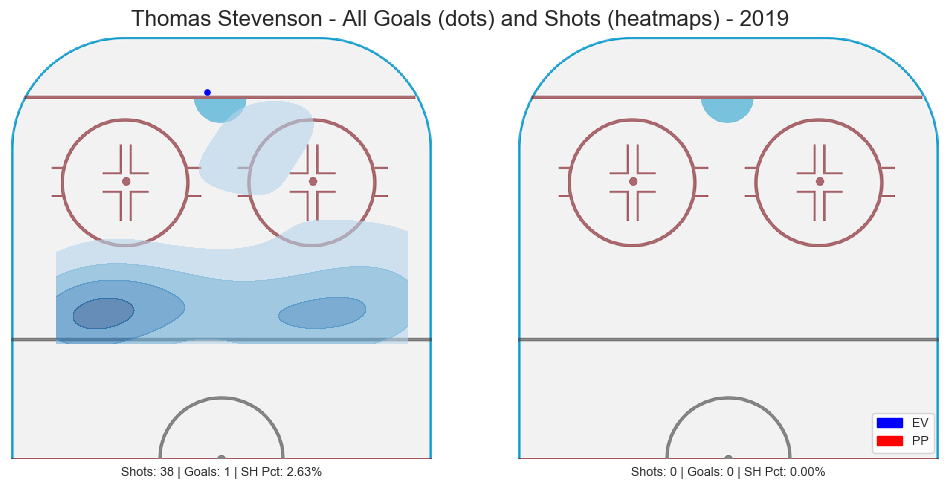 Thomas Stevenson - All Goals (dots) and Shots (heatmaps) - 2019
EV
PP
Shots: 38 | Goals: 1 | SH Pct: 2.63%
Shots: 0 | Goals: 0 | SH Pct: 0.00%